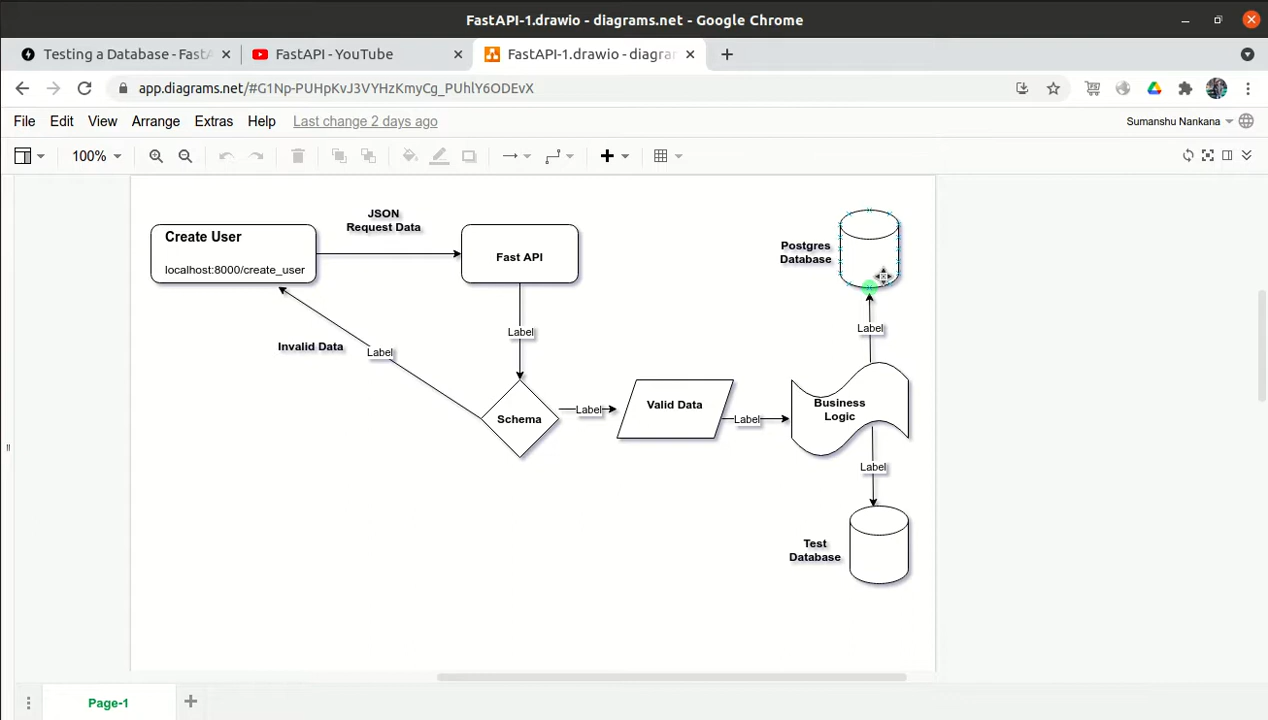 FastAPI-1.drawio - diagrams.net - Google Chrome
Testing a Database - FastA
FastAPI - YouTube
FastAPI-1.drawio - diagra
app.diagrams.net/#G1Np-PUHpKvJ3VYHzKmyCg_PUhlY6ODEvX
File Edit View Arrange Extras Help Last change 2 days ago
Sumanshu Nankana
100%
JSON
Request Data
Create User
localhost:8000/create_user
Fast API
Postgres
Database
Label
Label
Invalid Data
Label
Schema
Label
Valid Data
Label
Business
Logic
Label
Test
Database
Page-1